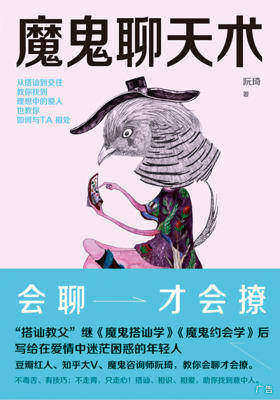 魔鬼聊天术
从搭讪到交往
教你找到
理想中的爱人
也教你
如何与TA相处
阮琦
著
会聊——才会撩
“搭讪教父”继《魔鬼搭讪学》《魔鬼约会学》后
写给在爱情中迷茫困惑的年轻人
豆瓣红人、知乎大V、魔鬼咨询师阮琦，教你会聊才会撩。
不毒舌、有技巧；不走肾，只走心！搭讪、相识、相爱，助你找到意中人。
广告